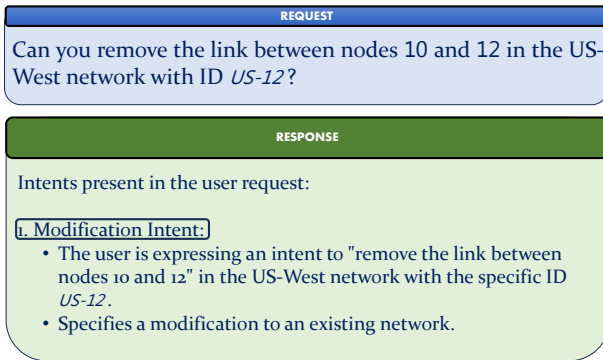 REQUEST
Can you remove the link between nodes 10 and 12 in the US-
West network with ID US-12?
RESPONSE
Intents present in the user request:
1. Modification Intent:
• The user is expressing an intent to "remove the link between
nodes 10 and 12" in the US-West network with the specific ID
US-12.
• Specifies a modification to an existing network.